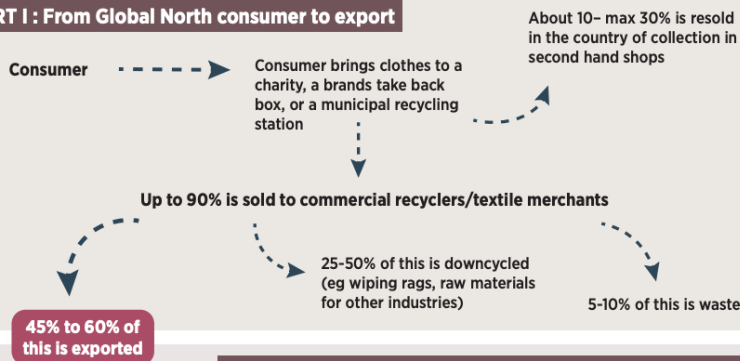 RT I : From Global North consumer to export
About 10– max 30% is resold
in the country of collection in
second hand shops
Consumer
Consumer brings clothes to a
charity, a brands take back
box, or a municipal recycling
station
Up to 90% is sold to commercial recyclers/textile merchants
25-50% of this is downcycled
(eg wiping rags, raw materials
for other industries)
5-10% of this is waste
45% to 60% of
this is exported